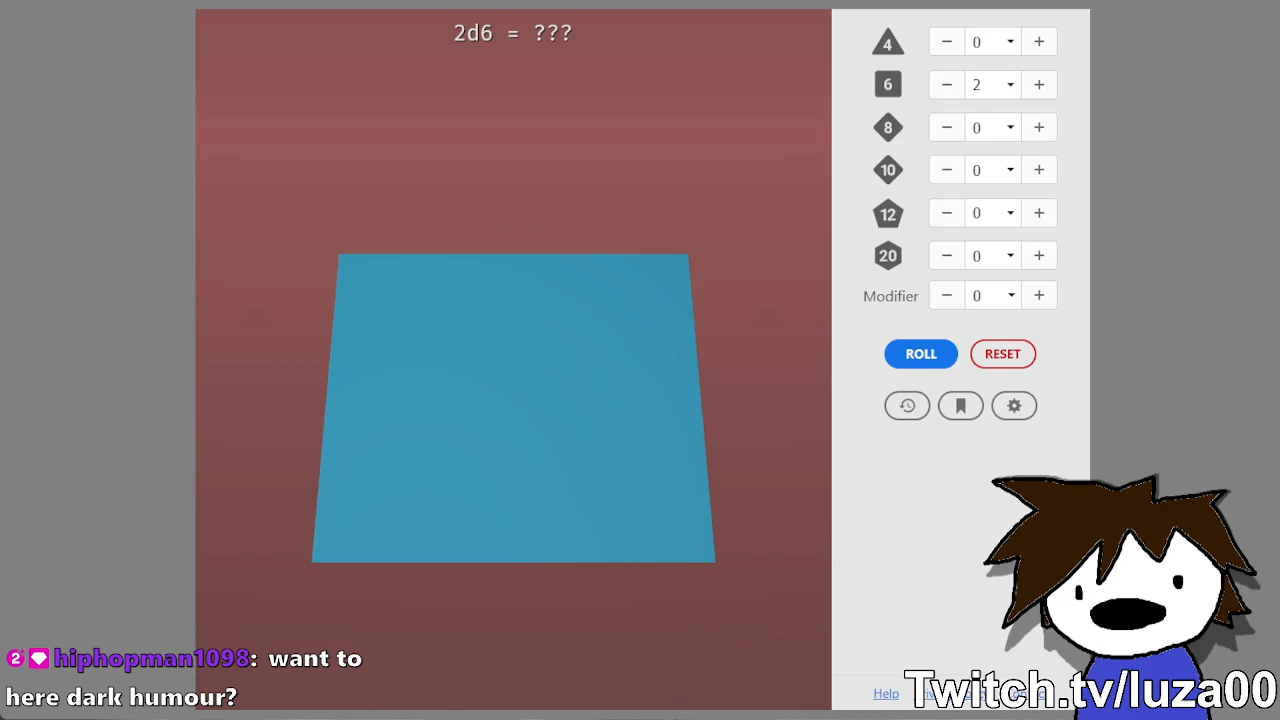 2d6 = ???
4 − 0 +
6 − 2 +
8 − 0 +
10 − 0 +
12 − 0 +
20 − 0 +
Modifier − 0 +
ROLL RESET
hiphopman1098: want to
here dark humour?
Help
Twitch.tv/luza00